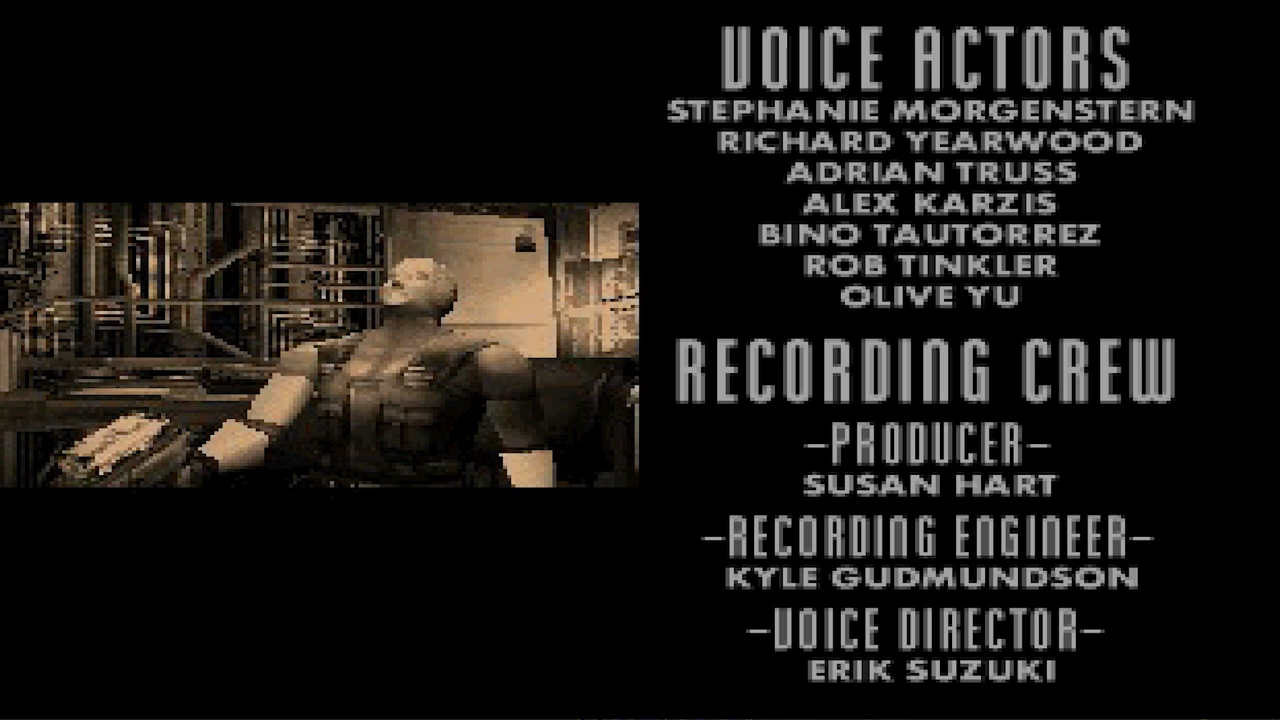 VOICE ACTORS
STEPHANIE MORGENSTERN
RICHARD YEARWOOD
ADRIAN TRUSS
ALEX KARZIS
BINO TAUTORREZ
ROB TINKLER
OLIVE YU
RECORDING CREW
-PRODUCER-
SUSAN HART
-RECORDING ENGINEER-
KYLE GUDMUNDSON
-VOICE DIRECTOR-
ERIK SUZUKI